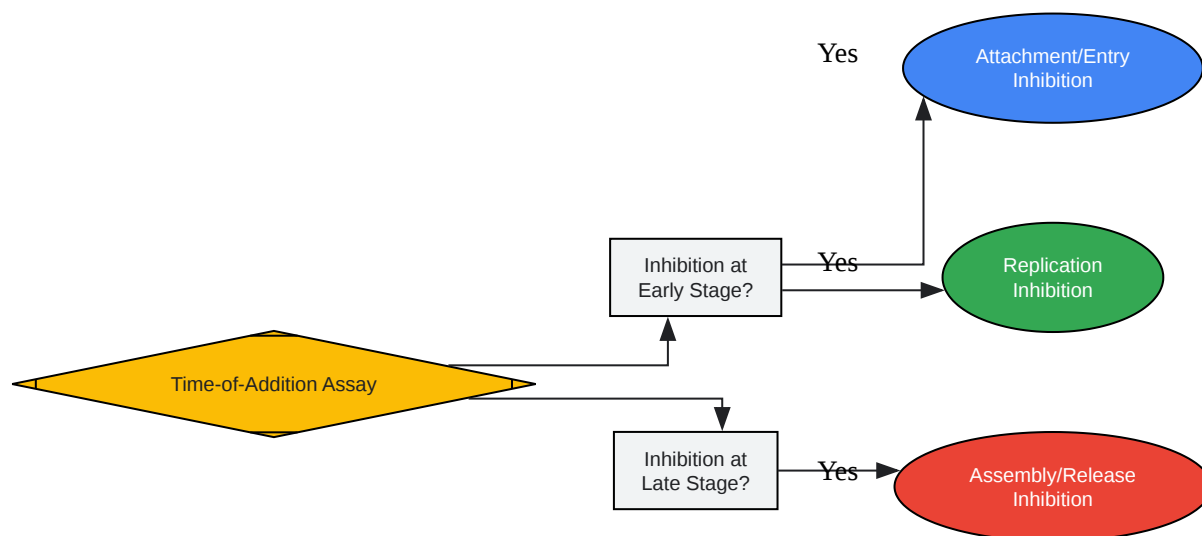 Yes
Attachment/Entry
Inhibition
Inhibition at
Early Stage?
Yes
Replication
Inhibition
Time-of-Addition Assay
Inhibition at
Late Stage?
Yes
Assembly/Release
Inhibition